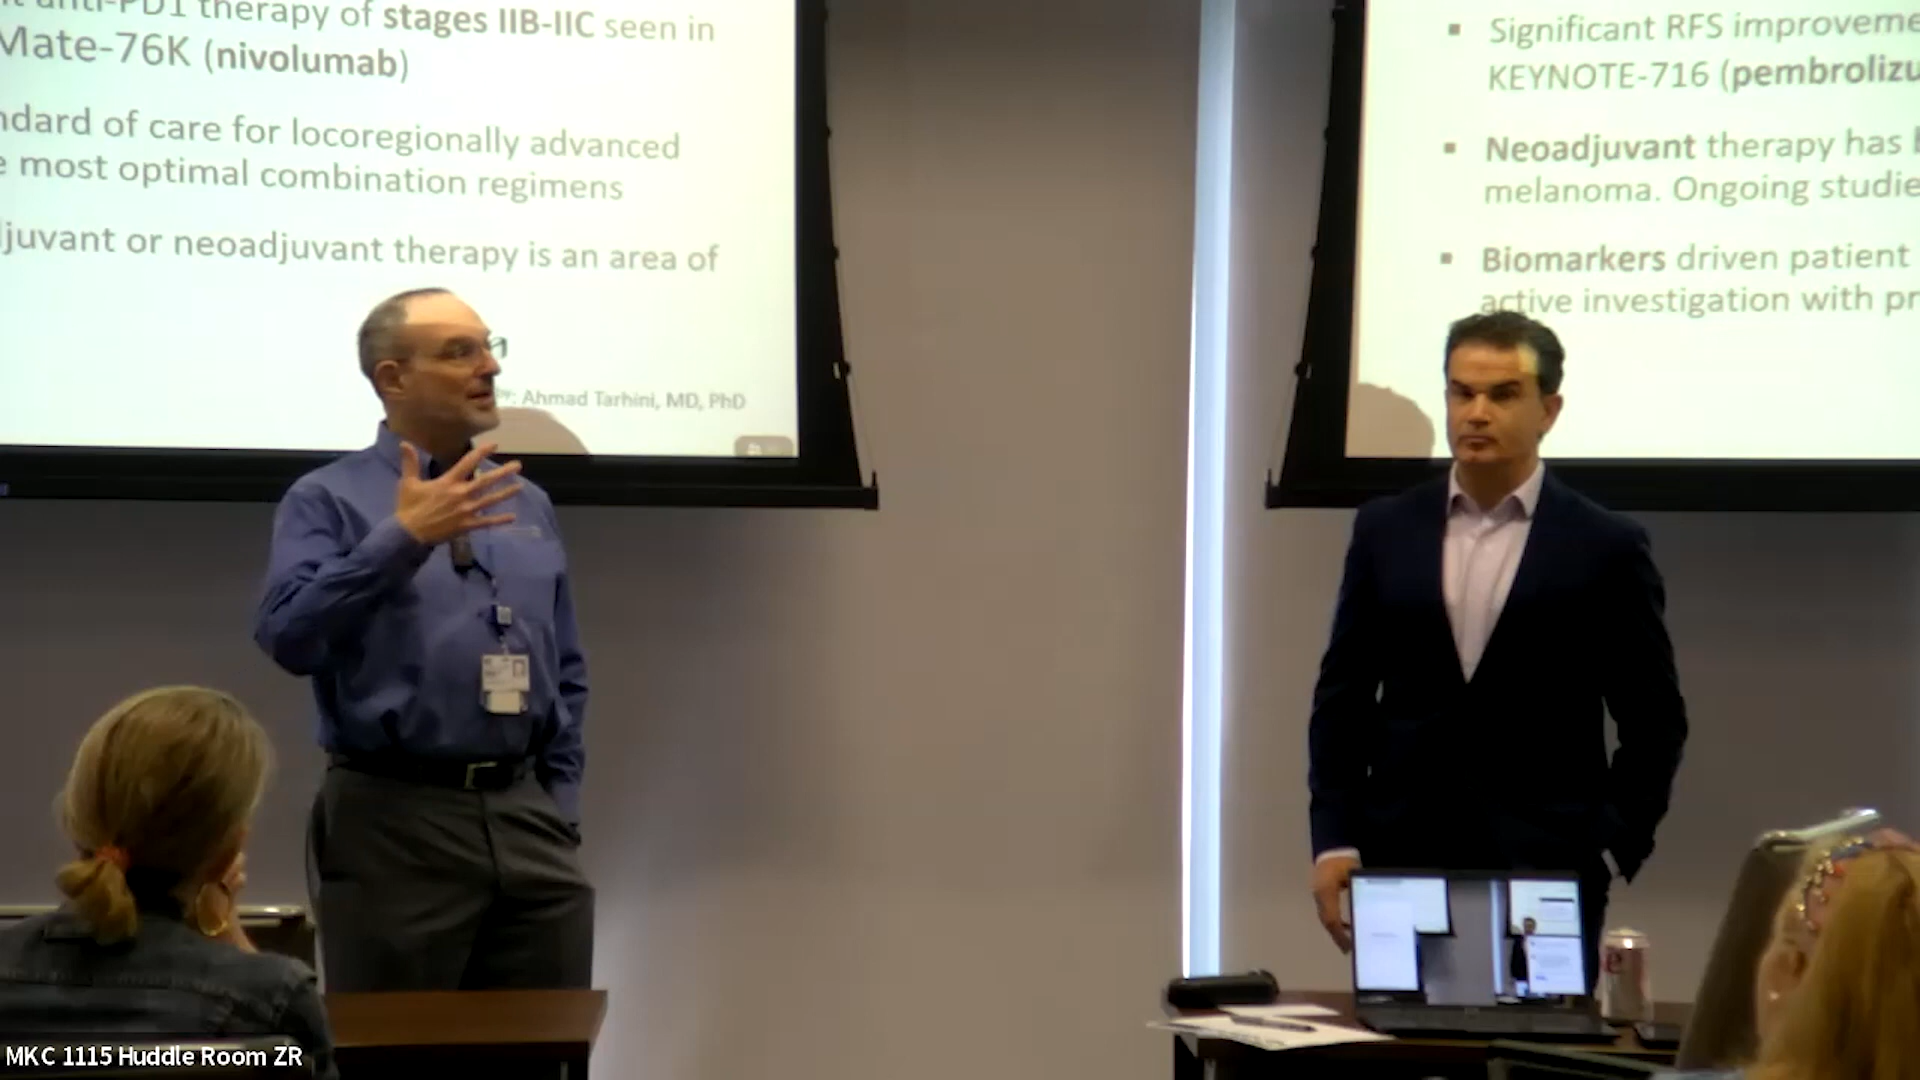 anti-PD1 therapy of stages IIB-IIC seen in
Mate-76K (nivolumab)
ndard of care for locoregionally advanced
e most optimal combination regimens
juvant or neoadjuvant therapy is an area of
by: Ahmad Tarhini, MD, PhD
▪ Significant RFS improveme
KEYNOTE-716 (pembrolizu
▪ Neoadjuvant therapy has
melanoma. Ongoing studie
▪ Biomarkers driven patient
active investigation with pr
MKC 1115 Huddle Room ZR